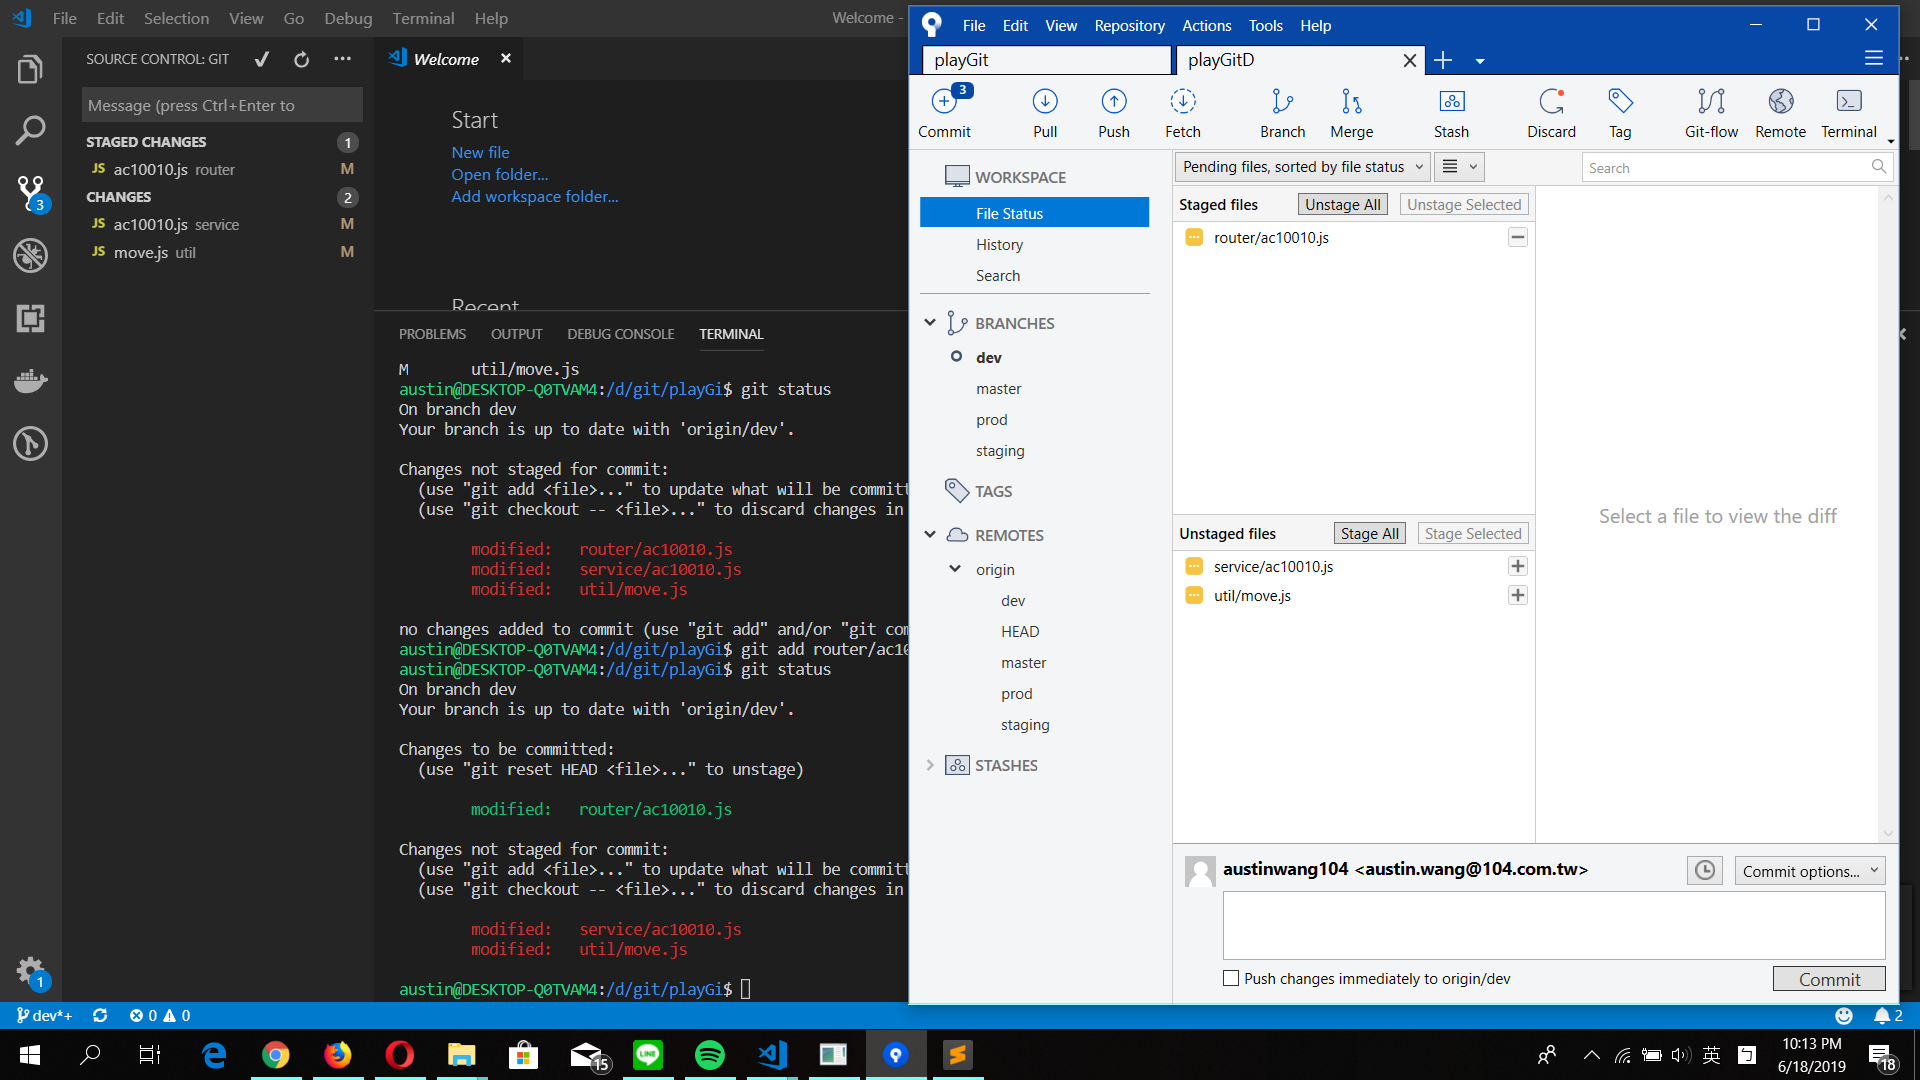 File Edit Selection View Go Debug Terminal Help
Welcome -
SOURCE CONTROL: GIT
Message (press Ctrl+Enter to
STAGED CHANGES 1
JS ac10010.js router M
CHANGES 2
JS ac10010.js service M
JS move.js util M
3
1
Welcome
Start
New file
Open folder...
Add workspace folder...
Recent
PROBLEMS OUTPUT DEBUG CONSOLE TERMINAL
M util/move.js
austin@DESKTOP-Q0TVAM4:/d/git/playGi$ git status
On branch dev
Your branch is up to date with 'origin/dev'.
Changes not staged for commit:
(use "git add <file>..." to update what will be committ
(use "git checkout -- <file>..." to discard changes in
modified: router/ac10010.js
modified: service/ac10010.js
modified: util/move.js
no changes added to commit (use "git add" and/or "git com
austin@DESKTOP-Q0TVAM4:/d/git/playGi$ git add router/ac10
austin@DESKTOP-Q0TVAM4:/d/git/playGi$ git status
On branch dev
Your branch is up to date with 'origin/dev'.
Changes to be committed:
(use "git reset HEAD <file>..." to unstage)
modified: router/ac10010.js
Changes not staged for commit:
(use "git add <file>..." to update what will be committ
(use "git checkout -- <file>..." to discard changes in
modified: service/ac10010.js
modified: util/move.js
austin@DESKTOP-Q0TVAM4:/d/git/playGi$
File Edit View Repository Actions Tools Help
playGit playGitD
3
Commit Pull Push Fetch Branch Merge Stash Discard Tag Git-flow Remote Terminal
WORKSPACE
File Status
History
Search
BRANCHES
dev
master
prod
staging
TAGS
REMOTES
origin
dev
HEAD
master
prod
staging
STASHES
Pending files, sorted by file status
Search
Staged files Unstage All Unstage Selected
router/ac10010.js
Unstaged files Stage All Stage Selected
service/ac10010.js
util/move.js
Select a file to view the diff
austinwang104 <austin.wang@104.com.tw>
Commit options...
Push changes immediately to origin/dev
Commit
dev*+ 0 0
2
15
LINE
英
ㄅ
10:13 PM
6/18/2019
18